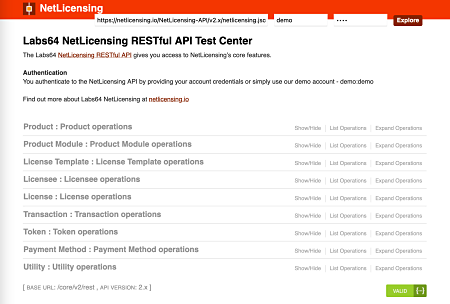 NetLicensing
https://netlicensing.io/NetLicensing-API/v2.x/netlicensing.jsc demo •••• Explore
Labs64 NetLicensing RESTful API Test Center
The Labs64 NetLicensing RESTful API gives you access to NetLicensing's core features.
Authentication
You authenticate to the NetLicensing API by providing your account credentials or simply use our demo account - demo:demo
Find out more about Labs64 NetLicensing at netlicensing.io
Product : Product operations Show/Hide List Operations Expand Operations
Product Module : Product Module operations Show/Hide List Operations Expand Operations
License Template : License Template operations Show/Hide List Operations Expand Operations
Licensee : Licensee operations Show/Hide List Operations Expand Operations
License : License operations Show/Hide List Operations Expand Operations
Transaction : Transaction operations Show/Hide List Operations Expand Operations
Token : Token operations Show/Hide List Operations Expand Operations
Payment Method : Payment Method operations Show/Hide List Operations Expand Operations
Utility : Utility operations Show/Hide List Operations Expand Operations
[ BASE URL: /core/v2/rest , API VERSION: 2.x ] VALID {-}